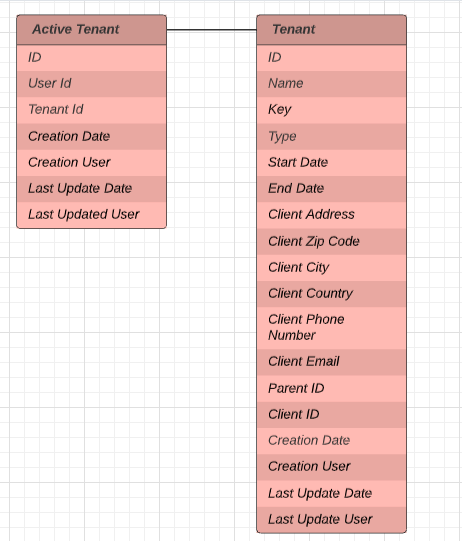 Active Tenant
ID
User Id
Tenant Id
Creation Date
Creation User
Last Update Date
Last Updated User
Tenant
ID
Name
Key
Type
Start Date
End Date
Client Address
Client Zip Code
Client City
Client Country
Client Phone
Number
Client Email
Parent ID
Client ID
Creation Date
Creation User
Last Update Date
Last Update User